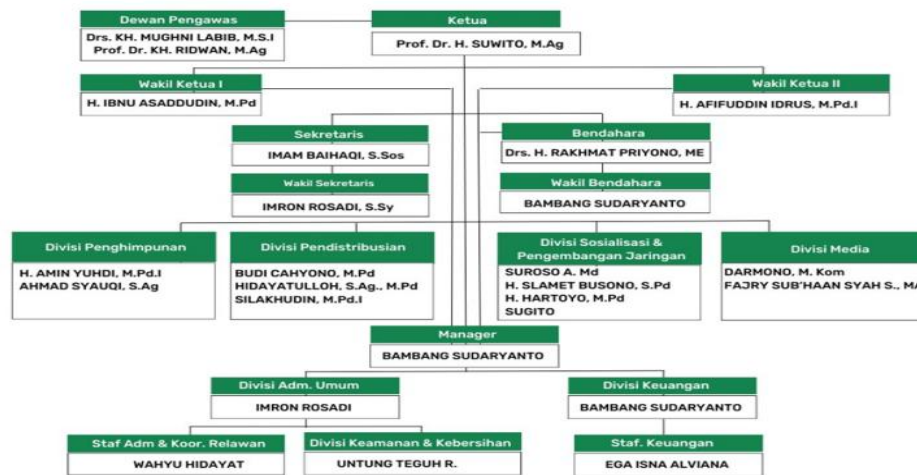 Dewan Pengawas
Drs. KH. MUGHNI LABIB, M.S.I
Prof. Dr. KH. RIDWAN, M.Ag
Ketua
Prof. Dr. H. SUWITO, M.Ag
Wakil Ketua I
H. IBNU ASADDUDIN, M.Pd
Wakil Ketua II
H. AFIFUDDIN IDRUS, M.Pd.I
Sekretaris
IMAM BAIHAQI, S.Sos
Bendahara
Drs. H. RAKHMAT PRIYONO, ME
Wakil Sekretaris
IMRON ROSADI, S.Sy
Wakil Bendahara
BAMBANG SUDARYANTO
Divisi Penghimpunan
H. AMIN YUHDI, M.Pd.I
AHMAD SYAUQI, S.Ag
Divisi Pendistribusian
BUDI CAHYONO, M.Pd
HIDAYATULLOH, S.Ag., M.Pd
SILAKHUDIN, M.Pd.I
Divisi Sosialisasi &
Pengembangan Jaringan
SUROSO A. Md
H. SLAMET BUSONO, S.Pd
H. HARTOYO, M.Pd
SUGITO
Divisi Media
DARMONO, M. Kom
FAJRY SUB'HAAN SYAH S.,
Manager
BAMBANG SUDARYANTO
Divisi Adm. Umum
IMRON ROSADI
Divisi Keuangan
BAMBANG SUDARYANTO
Staf Adm & Koor. Relawan
WAHYU HIDAYAT
Divisi Keamanan & Kebersihan
UNTUNG TEGUH R.
Staf. Keuangan
EGA ISNA ALVIANA